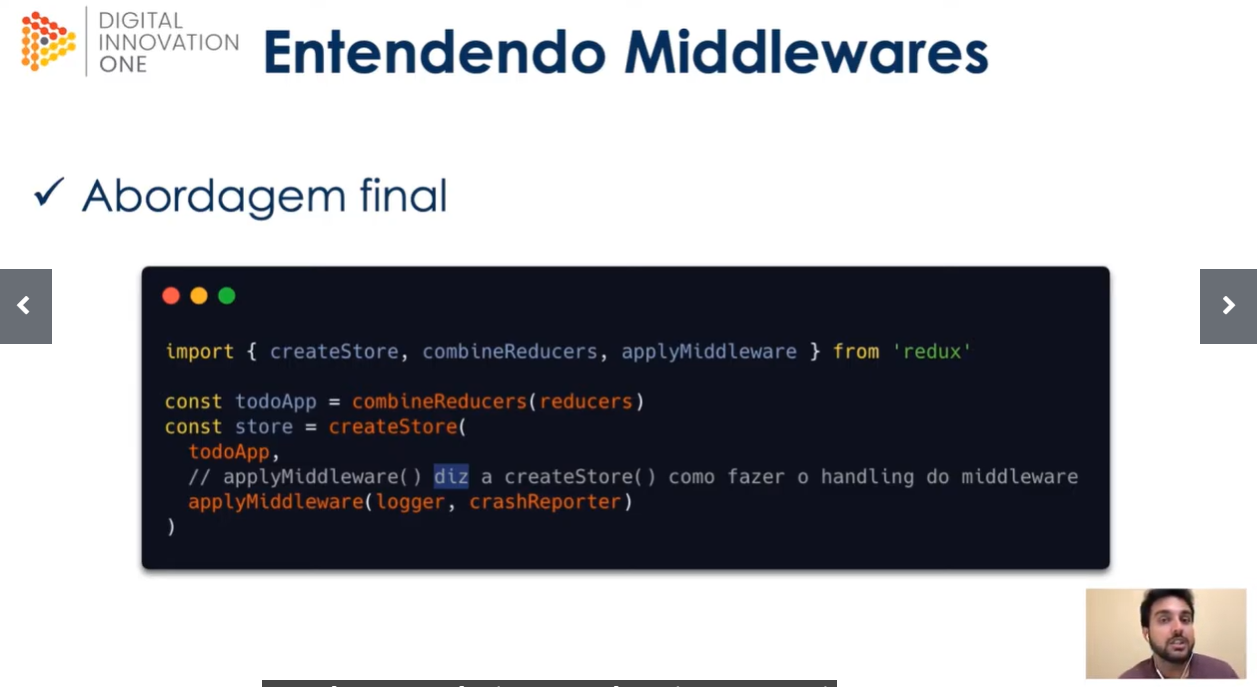 DIGITAL
INNOVATION
ONE
Entendendo Middlewares
✓ Abordagem final
import { createStore, combineReducers, applyMiddleware } from 'redux'
const todoApp = combineReducers(reducers)
const store = createStore(
todoApp,
// applyMiddleware() diz a createStore() como fazer o handling do middleware
applyMiddleware(logger, crashReporter)
)